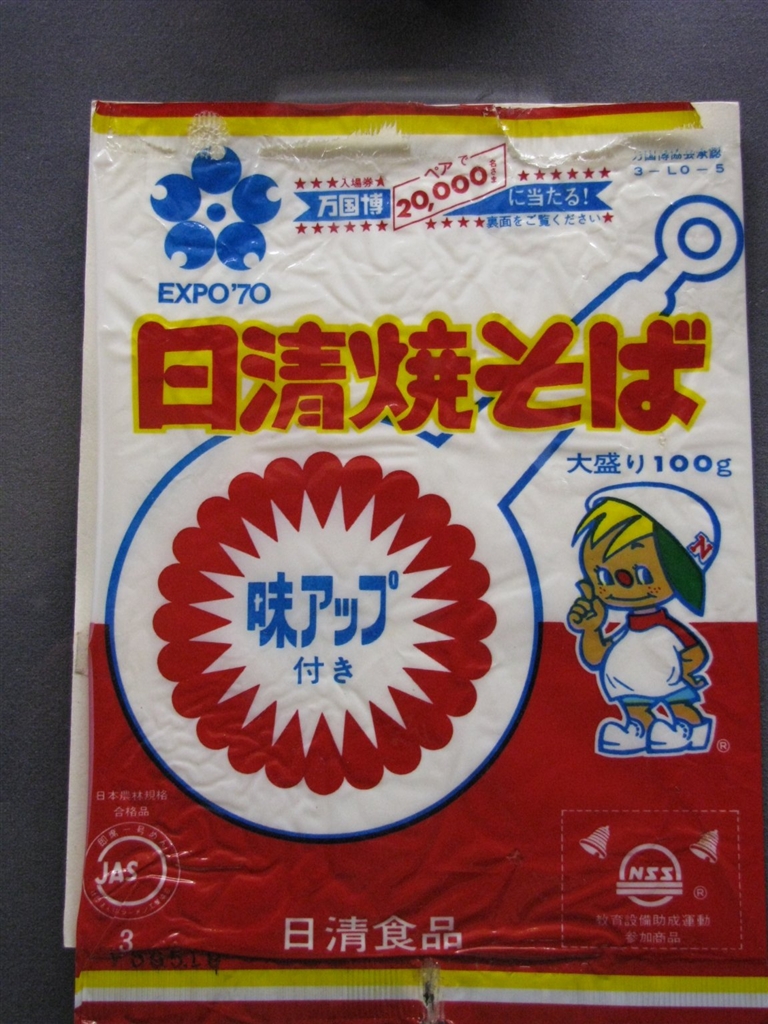 万国博協会承認
3-LO-5
★★★入場券★
ペアで
20,000名さま
★★★★★★
万国博
に当たる!
★★★★★★
★★★★裏面をご覧ください★
EXPO'70
日清焼そば
大盛り100g
N
味アップ
付き
®
日本農林規格
合格品
JAS
NSS
®
教育設備助成運動
参加商品
日清食品
3